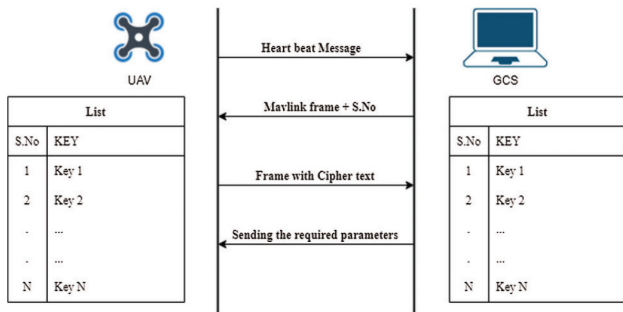 UAV
List
S.No KEY
1 Key 1
2 Key 2
. ...
. ...
N Key N
Heart beat Message
Mavlink frame + S.No
Frame with Cipher text
Sending the required parameters
GCS
List
S.No KEY
1 Key 1
2 Key 2
. ...
. ...
N Key N